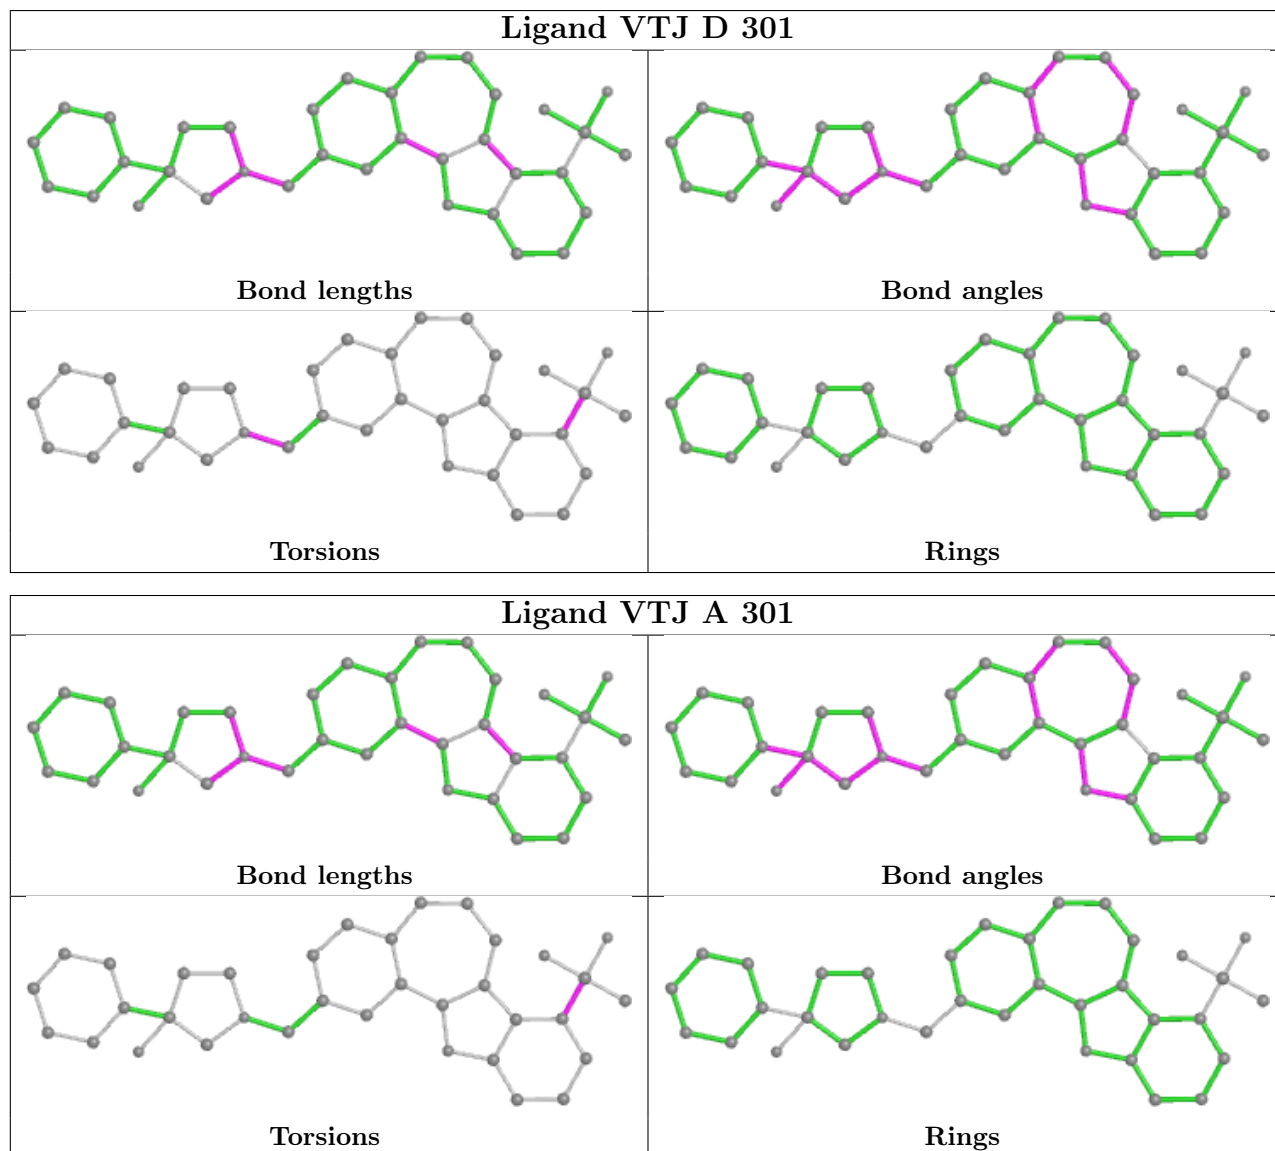 Ligand VTJ D 301
Bond lengths
Bond angles
Torsions
Rings
Ligand VTJ A 301
Bond lengths
Bond angles
Torsions
Rings